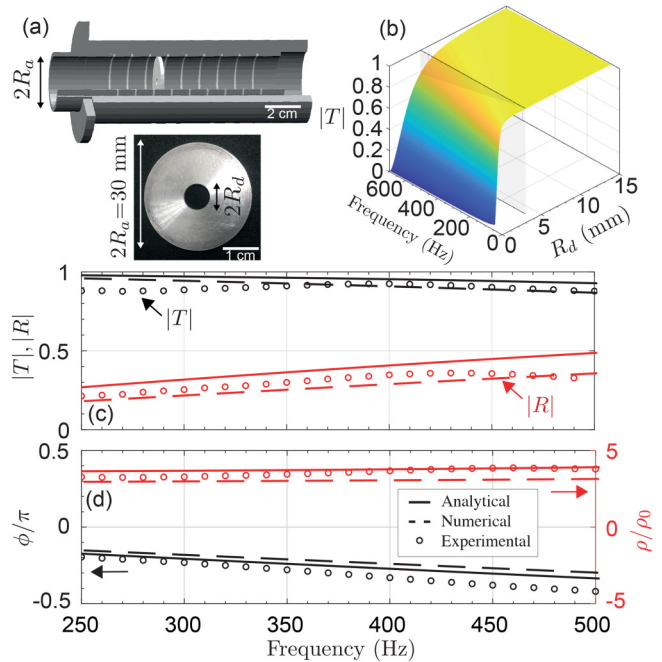 (a)
2R_a
2 cm
2R_a=30 mm
2R_d
1 cm
(b)
|T|
1
0.8
0.6
0.4
0.2
0
600
400
200
0
Frequency (Hz)
0
5
10
15
R_d (mm)
|T|, |R|
1
0.5
0
|T|
|R|
(c)
(d)
ϕ/π
0.5
0
-0.5
5
0
-5
ρ/ρ0
Analytical
Numerical
Experimental
250 300 350 400 450 500
Frequency (Hz)